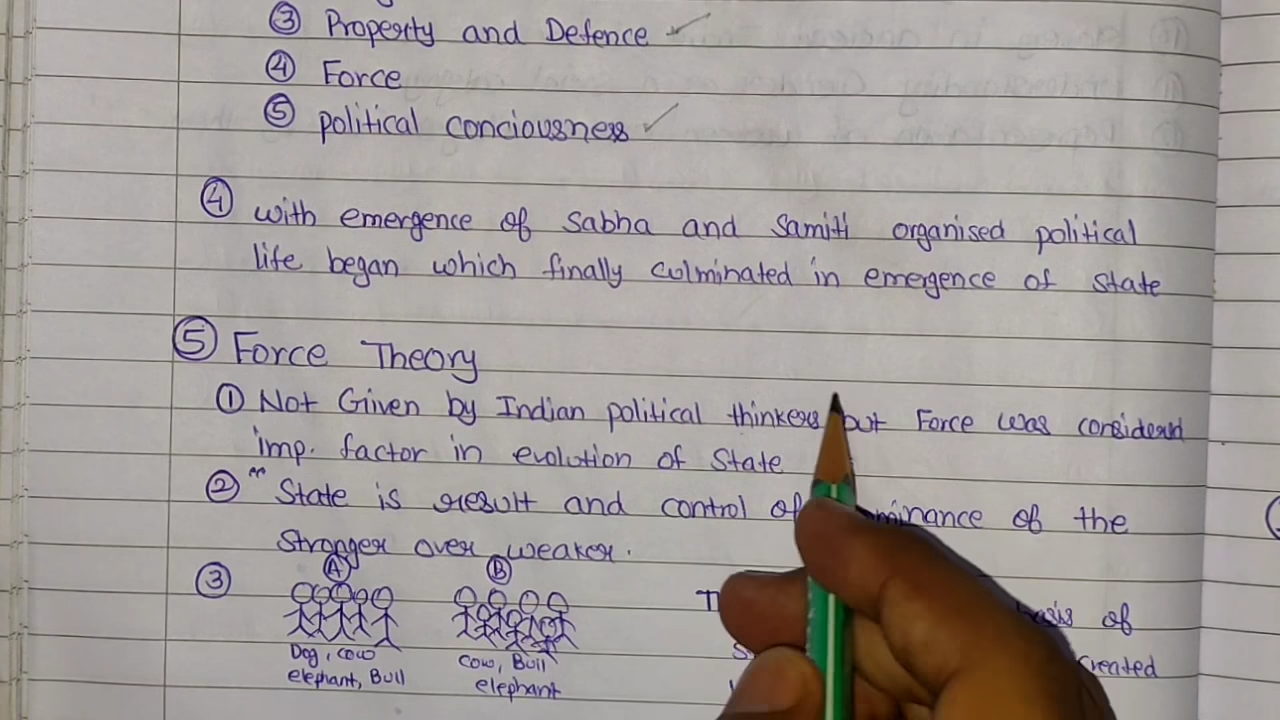 ③ Property and Defence ✓
④ Force
⑤ political conciousness ✓
④ with emergence of Sabha and Samiti organised political
life began which finally culminated in emergence of State
⑤ Force Theory
① Not Given by Indian political thinkers but Force was considerd
imp. factor in evolution of State
② " State is result and control of the
Stronger over weaker.
③ Ⓐ Ⓑ of
Dog, cow cow, Bull created
elephant, Bull elephant